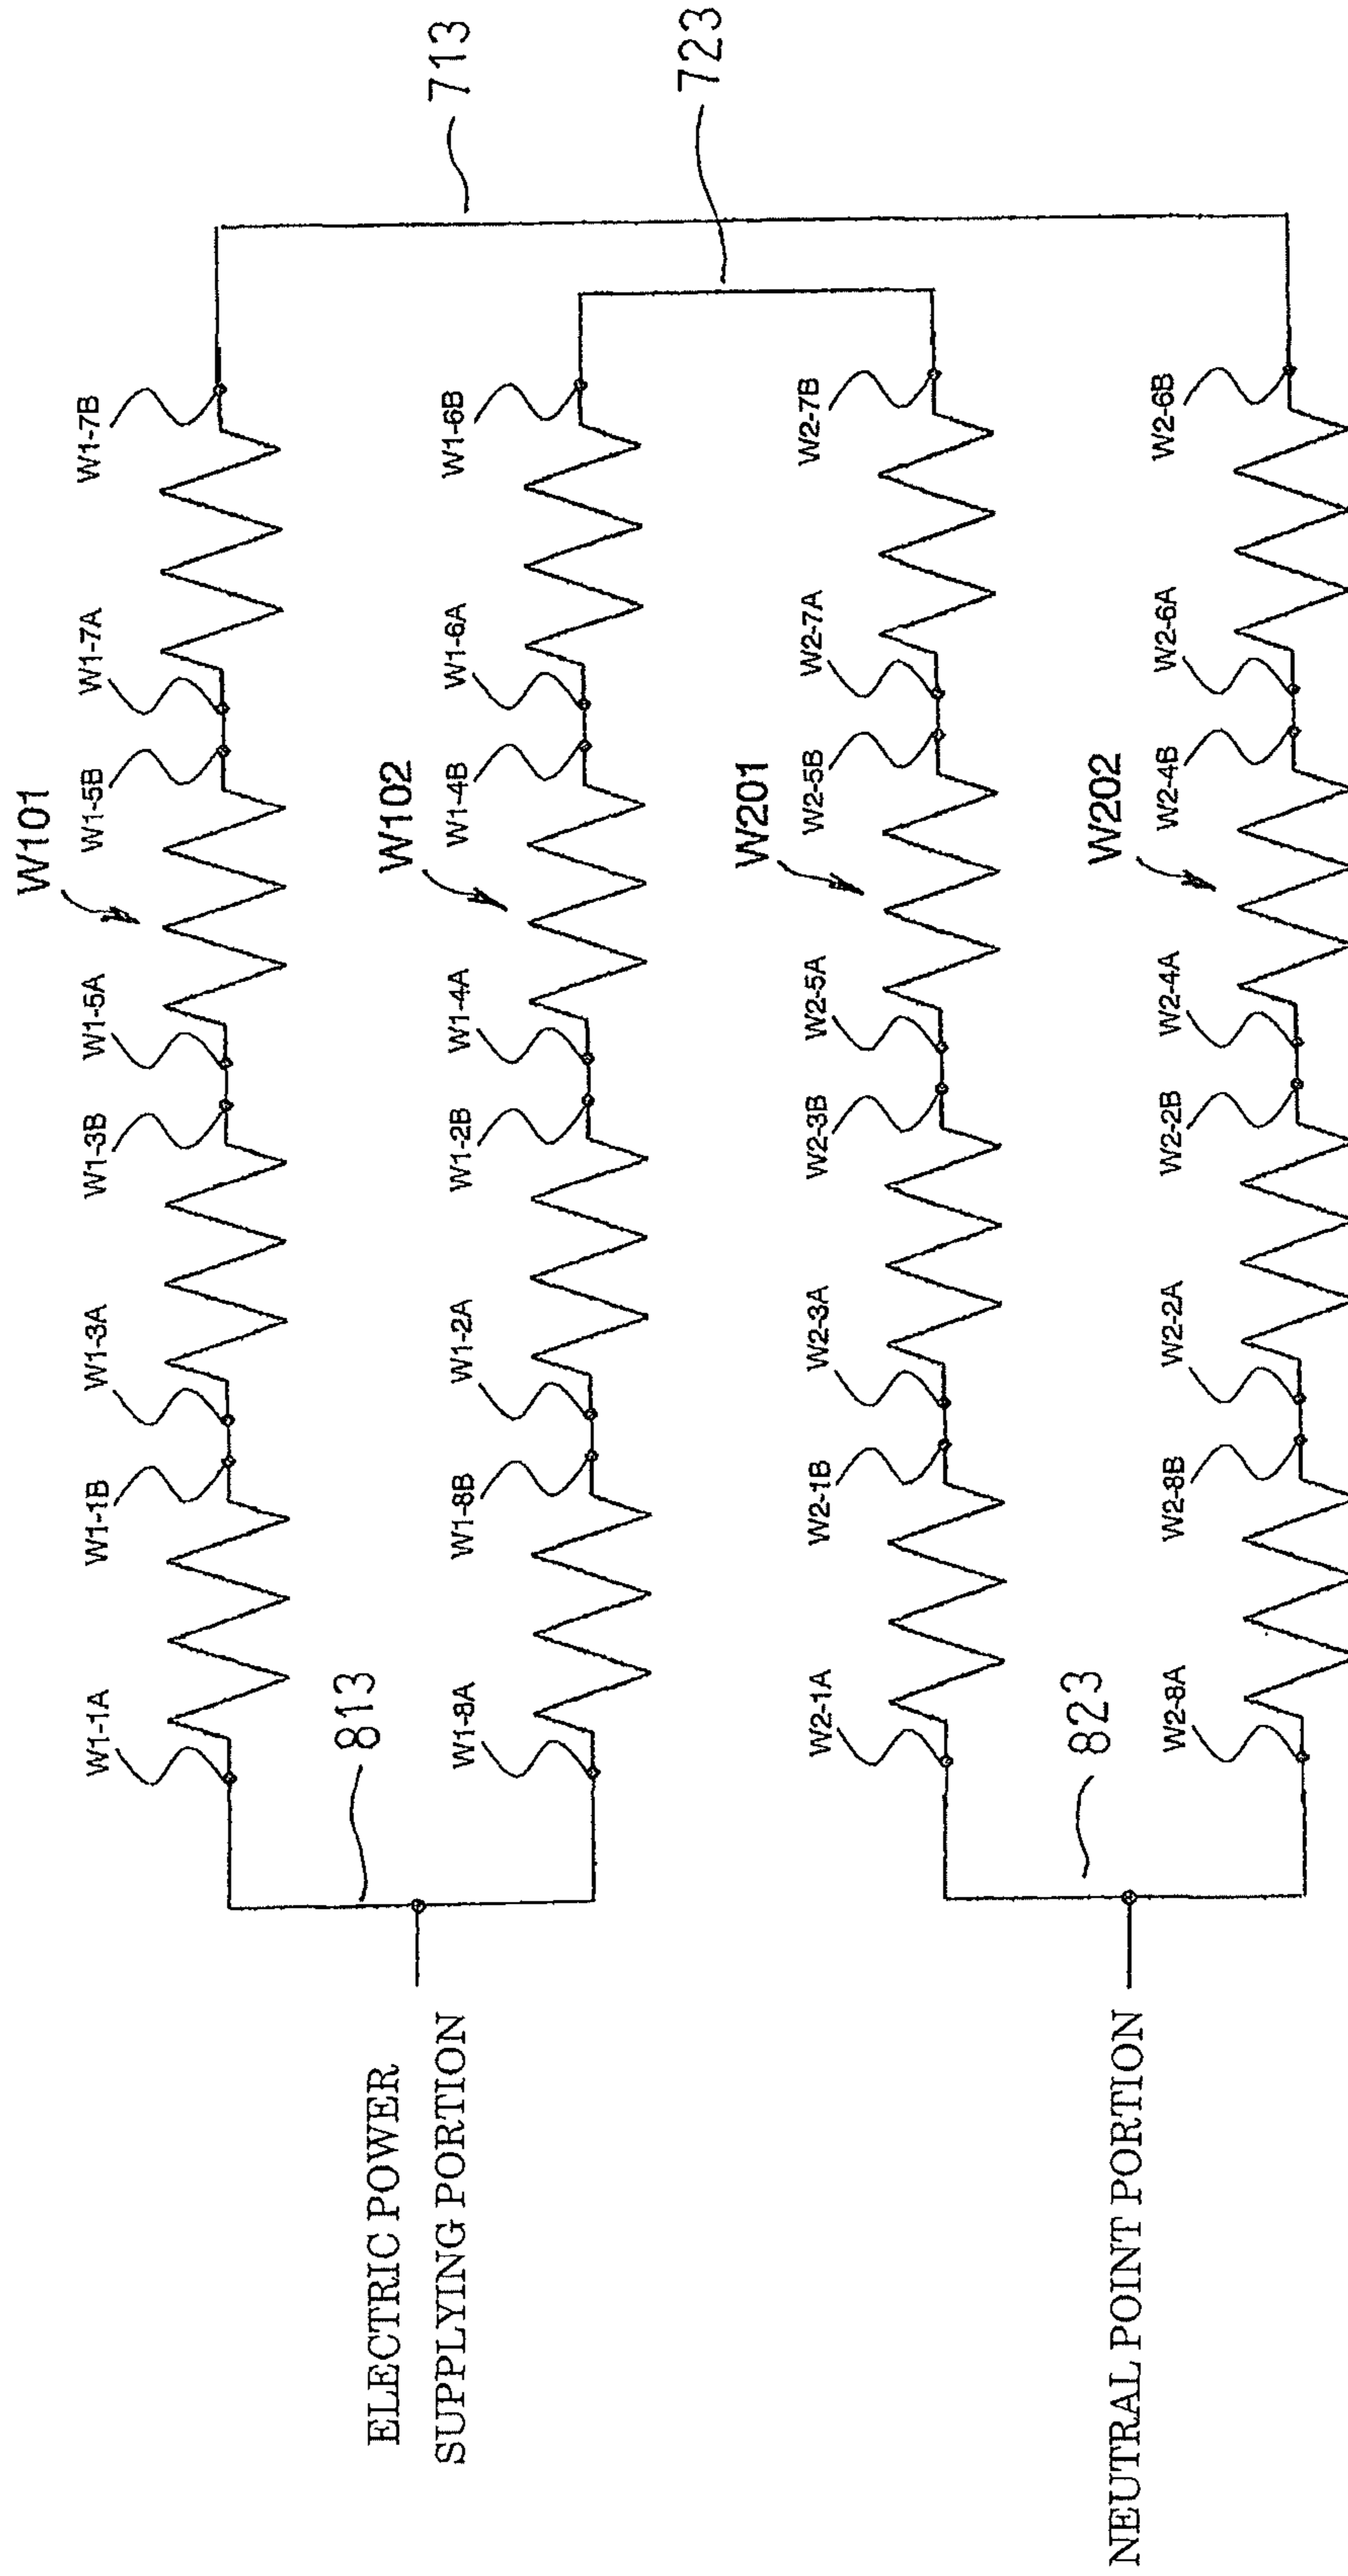 W101
W1-1A
W1-1B
W1-3A
W1-3B
W1-5A
W1-5B
W1-7A
W1-7B
713
813
W102
W1-8A
W1-8B
W1-2A
W1-2B
W1-4A
W1-4B
W1-6A
W1-6B
723
ELECTRIC POWER
SUPPLYING PORTION
W201
W2-1A
W2-1B
W2-3A
W2-3B
W2-5A
W2-5B
W2-7A
W2-7B
823
W202
W2-8A
W2-8B
W2-2A
W2-2B
W2-4A
W2-4B
W2-6A
W2-6B
NEUTRAL POINT PORTION